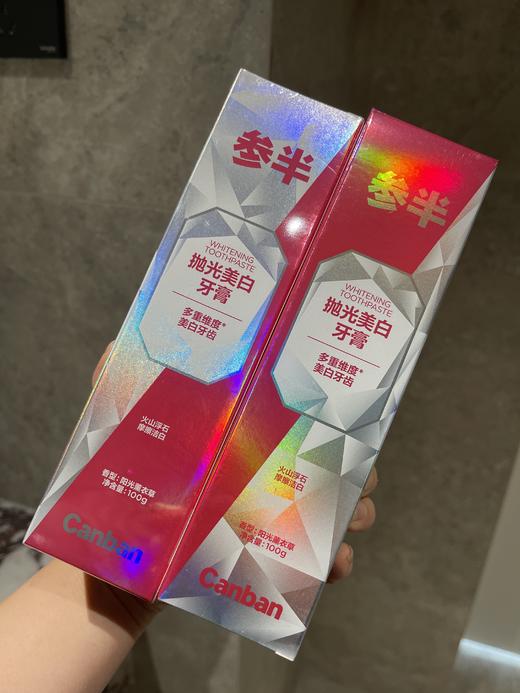 参半
WHITENING
TOOTHPASTE
抛光美白
牙膏
多重维度*
美白牙齿
火山浮石
摩擦洁白
香型：阳光薰衣草
净含量：100g
Canban
参半
WHITENING
TOOTHPASTE
抛光美白
牙膏
多重维度*
美白牙齿
火山浮石
摩擦洁白
香型：阳光薰衣草
净含量：100g
Canban